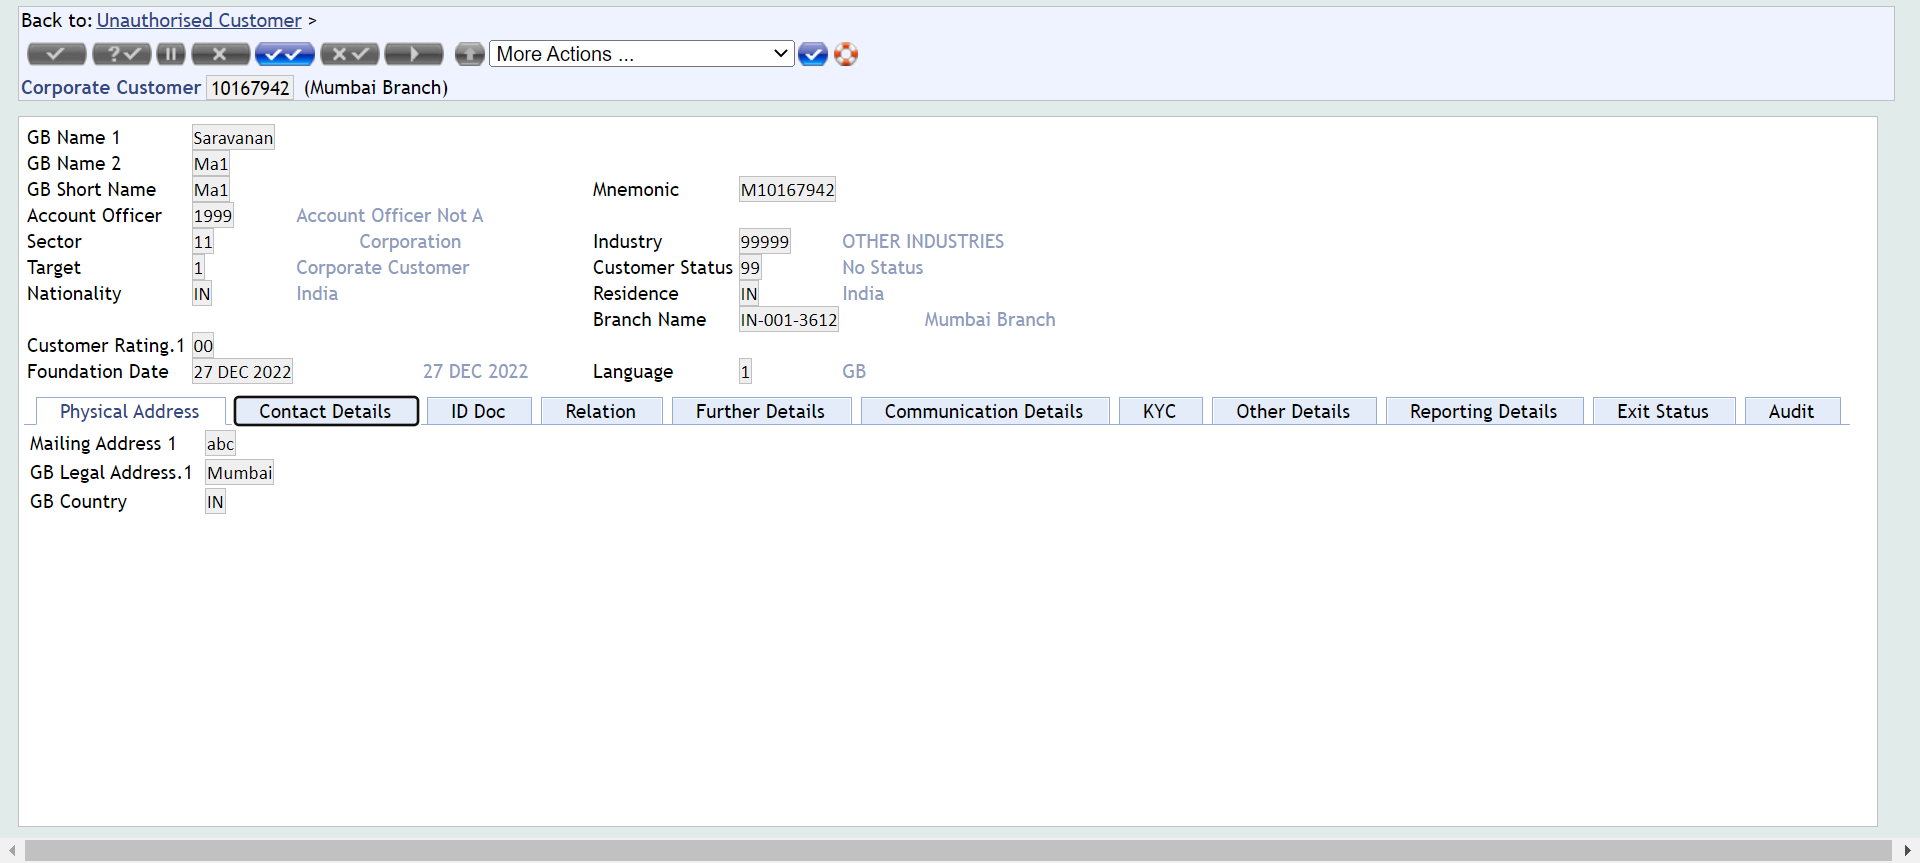 Back to: Unauthorised Customer >
More Actions ...
Corporate Customer 10167942 (Mumbai Branch)
GB Name 1 Saravanan
GB Name 2 Ma1
GB Short Name Ma1 Mnemonic M10167942
Account Officer 1999 Account Officer Not A
Sector 11 Corporation Industry 99999 OTHER INDUSTRIES
Target 1 Corporate Customer Customer Status 99 No Status
Nationality IN India Residence IN India
Branch Name IN-001-3612 Mumbai Branch
Customer Rating.1 00
Foundation Date 27 DEC 2022 27 DEC 2022 Language 1 GB
Physical Address Contact Details ID Doc Relation Further Details Communication Details KYC Other Details Reporting Details Exit Status Audit
Mailing Address 1 abc
GB Legal Address.1 Mumbai
GB Country IN